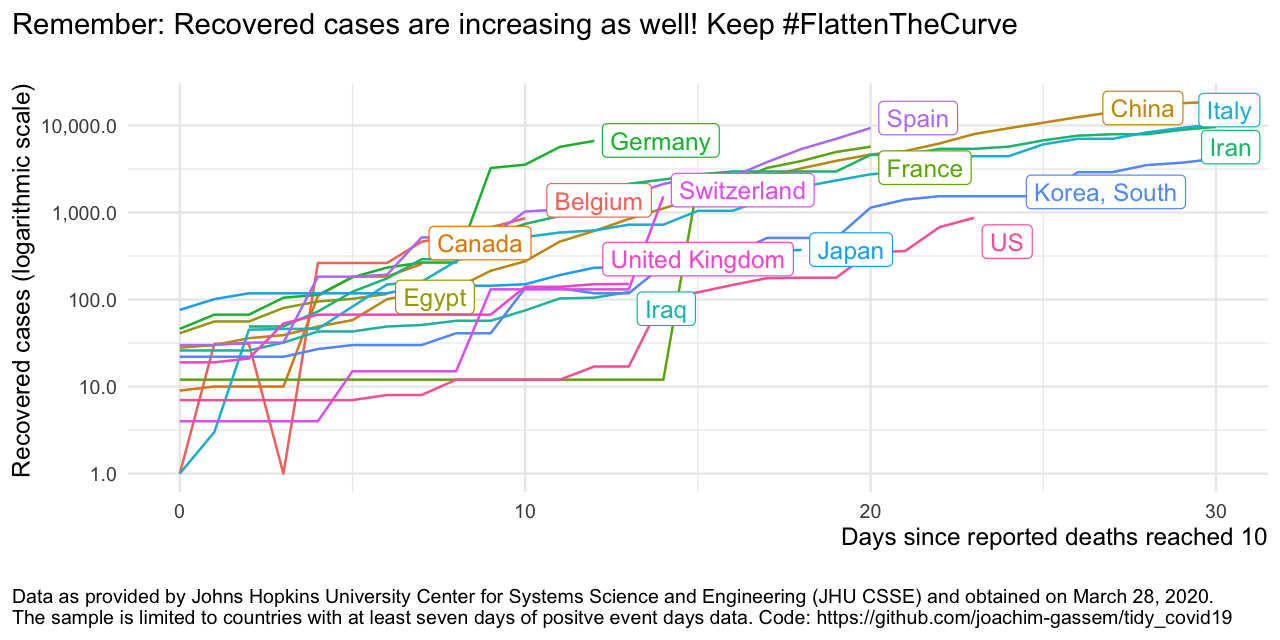 Remember: Recovered cases are increasing as well! Keep #FlattenTheCurve
Recovered cases (logarithmic scale)
10,000.0
1,000.0
100.0
10.0
1.0
Germany
Spain
China
Italy
Iran
France
Switzerland
Belgium
Korea, South
Canada
US
Japan
United Kingdom
Egypt
Iraq
0
10
20
30
Days since reported deaths reached 10
Data as provided by Johns Hopkins University Center for Systems Science and Engineering (JHU CSSE) and obtained on March 28, 2020.
The sample is limited to countries with at least seven days of positve event days data. Code: https://github.com/joachim-gassem/tidy_covid19